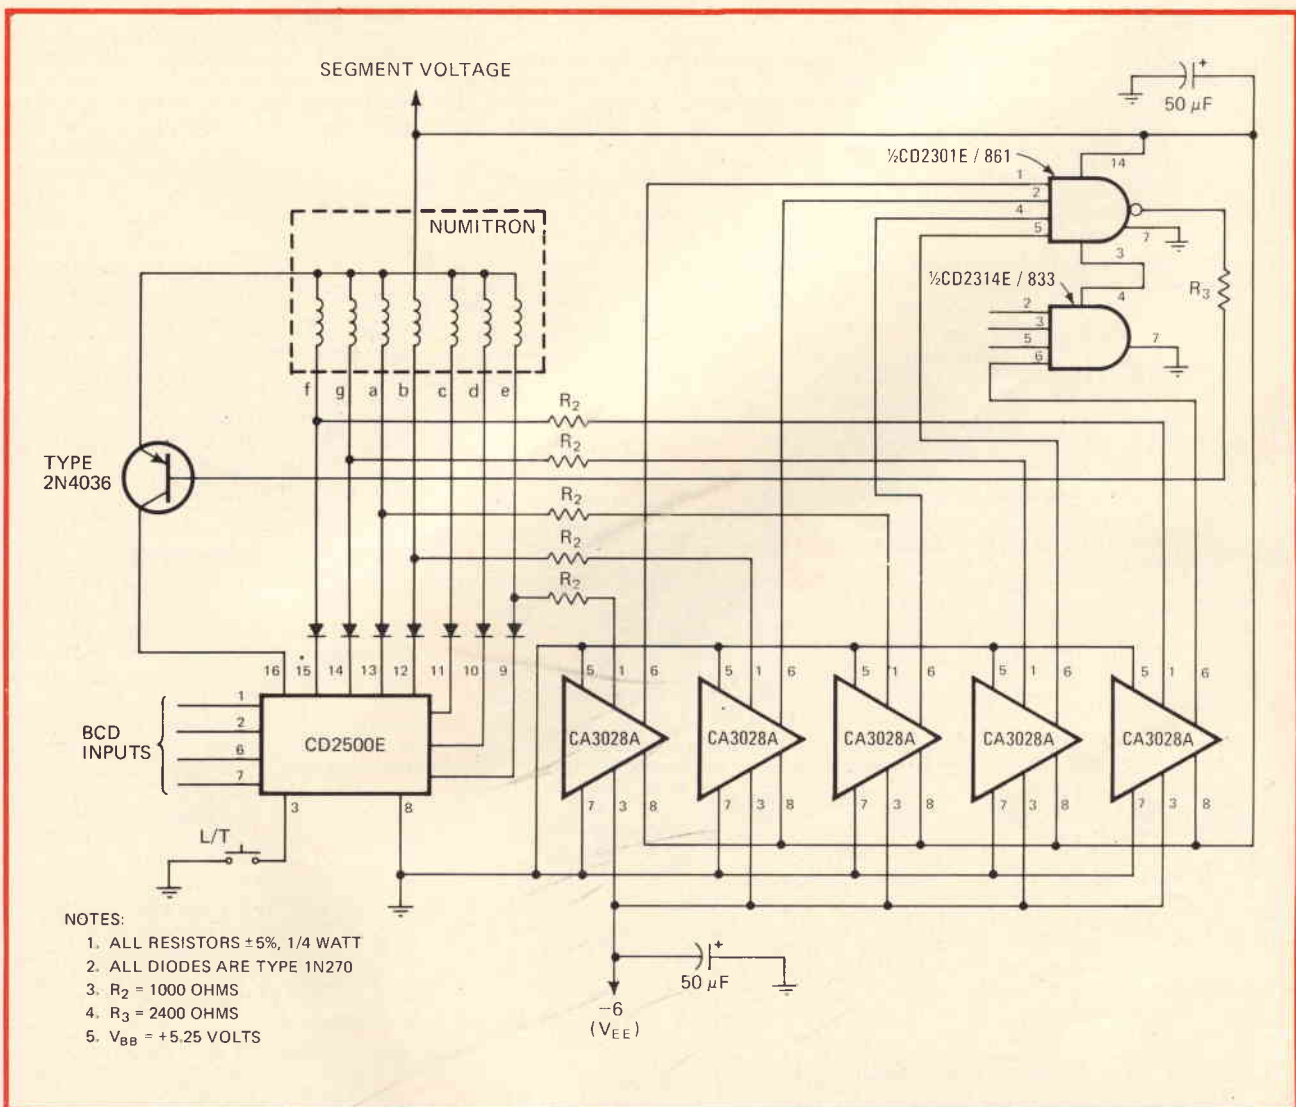 SEGMENT VOLTAGE
+
50 µF
½CD2301E / 861
14
1
2
4
5
7
3
NUMITRON
½CD2314E / 833
4
2
3
5
6
7
R3
f g a b c d e
R2
R2
R2
R2
R2
TYPE
2N4036
16 15 14 13 12 11 10 9
5 1 6 5 1 6 5 1 6 5 1 6 5 1 6
BCD
INPUTS
1
2
6
7
CD2500E
3
8
CA3028A CA3028A CA3028A CA3028A CA3028A
7 3 8 7 3 8 7 3 8 7 3 8 7 3 8
L/T
NOTES:
1. ALL RESISTORS ±5%, 1/4 WATT
2. ALL DIODES ARE TYPE 1N270
3. R2 = 1000 OHMS
4. R3 = 2400 OHMS
5. VBB = +5.25 VOLTS
+
50 µF
−6
(VEE)